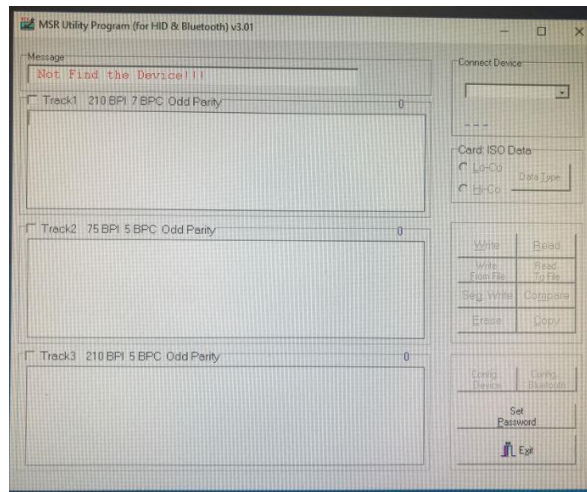 MSR Utility Program (for HID & Bluetooth) v3.01
Message
Not Find the Device!!!
Connect Device
---
Track1 210 BPI 7 BPC Odd Parity 0
Card: ISO Data
Lo-Co
Hi-Co
Data Type
Track2 75 BPI 5 BPC Odd Parity 0
Write Read
Write From File
Read To File
Seg. Write Compare
Erase Copy
Track3 210 BPI 5 BPC Odd Parity 0
Config. Device
Config. Bluetooth
Set
Password
Exit